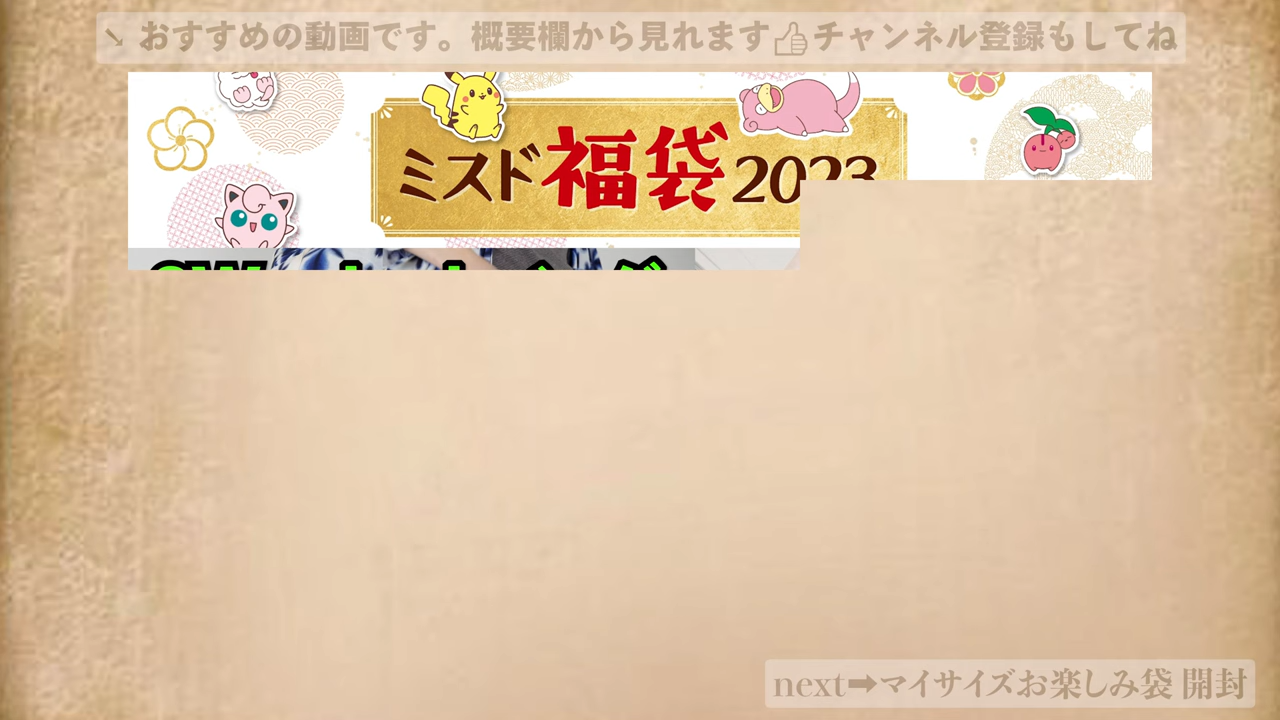 ↘ おすすめの動画です。概要欄から見れます👍チャンネル登録もしてね
ミスド福袋2023
next➡マイサイズお楽しみ袋 開封